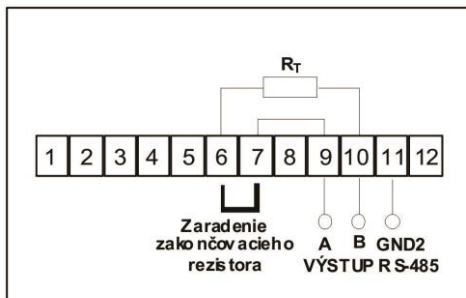 RT
1 2 3 4 5 6 7 8 9 10 11 12
Zaradenie
zakončovacieho
rezistora
A B GND2
VÝSTUP RS-485